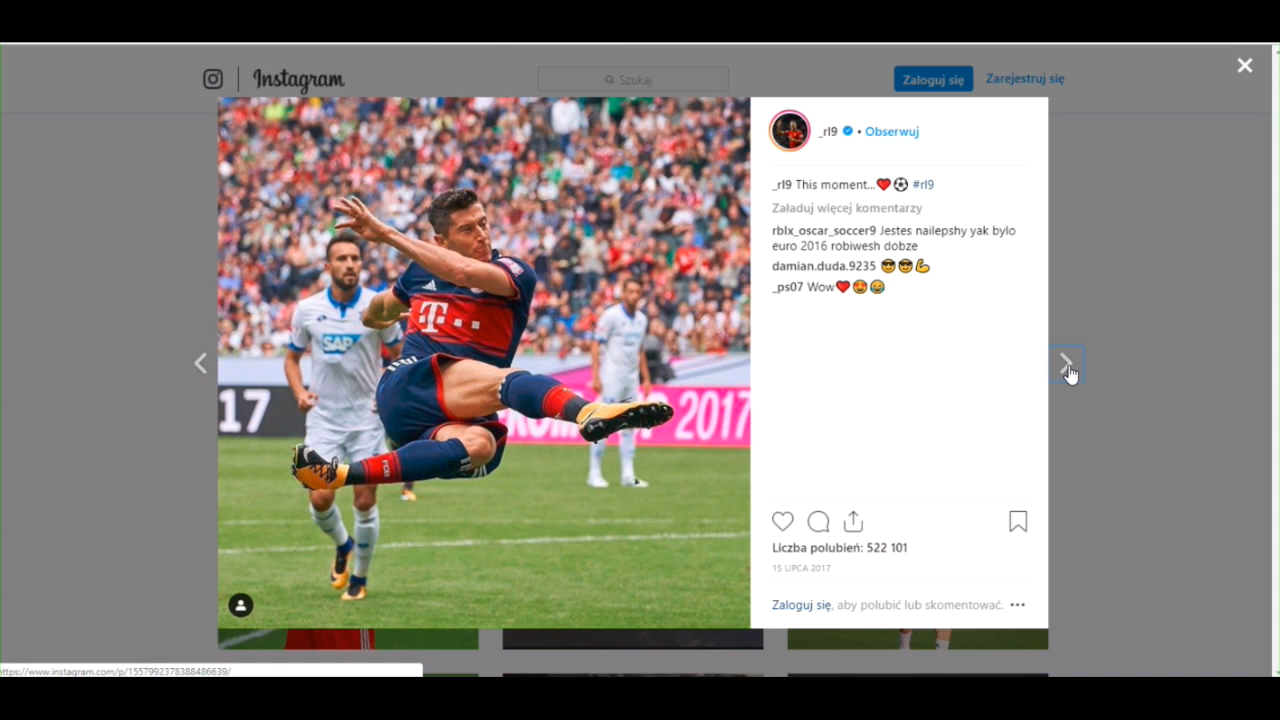 Instagram
Szukaj
Zaloguj się
Zarejestruj się
_rl9 • Obserwuj
_rl9 This moment...❤️⚽ #rl9
Załaduj więcej komentarzy
rblx_oscar_soccer9 Jestes nailepshy yak bylo
euro 2016 robiwesh dobze
damian.duda.9235 😎😎💪
_ps07 Wow❤️😍😂
T
SAP
17
2017
FCB
Liczba polubień: 522 101
15 LIPCA 2017
Zaloguj się, aby polubić lub skomentować.
https://www.instagram.com/p/1557992378388486639/